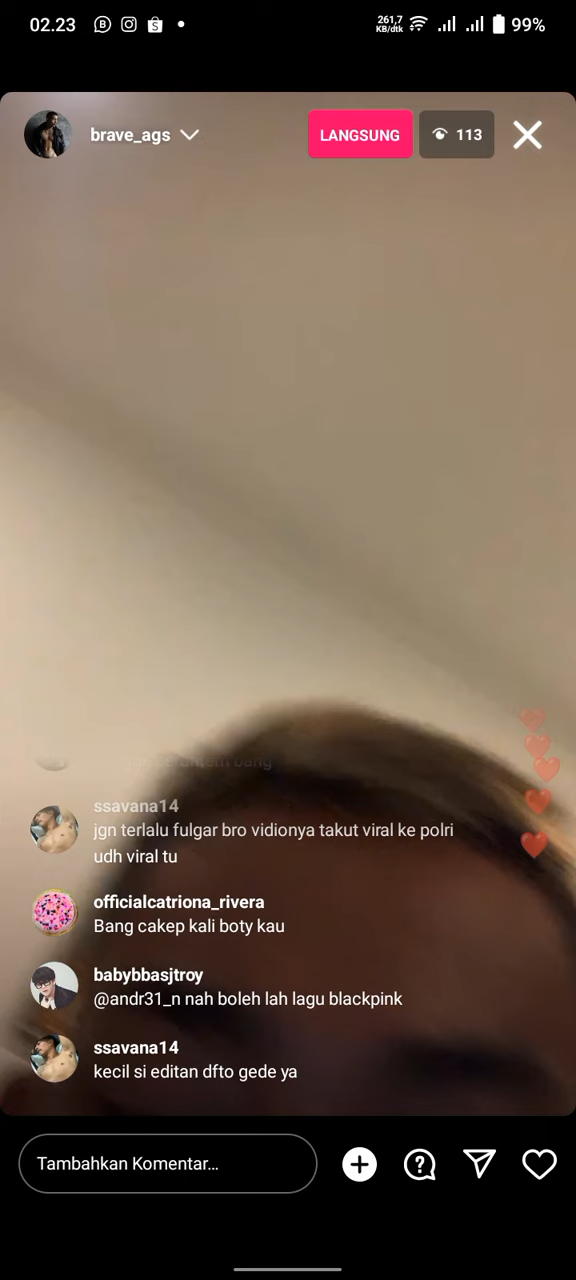 02.23
261,7
KB/dtk
99%
brave_ags
LANGSUNG
113
bang
ssavana14
jgn terlalu fulgar bro vidionya takut viral ke polri
udh viral tu
officialcatriona_rivera
Bang cakep kali boty kau
babybbasjtroy
@andr31_n nah boleh lah lagu blackpink
ssavana14
kecil si editan dfto gede ya
Tambahkan Komentar...